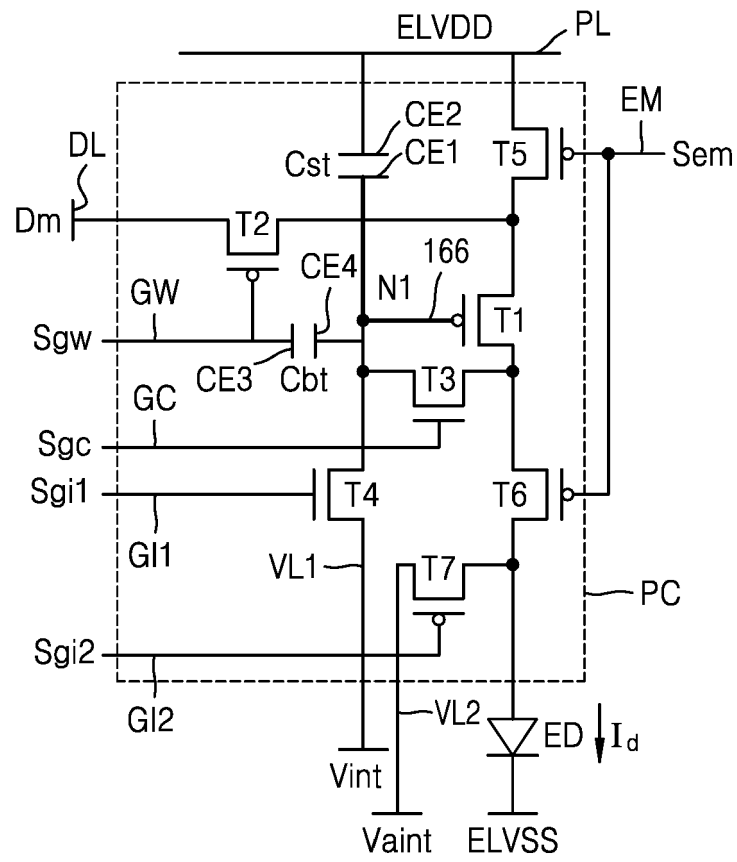 ELVDD
PL
EM
CE2
DL
T5
Sem
Cst
CE1
Dm
T2
166
GW
CE4
N1
T1
Sgw
CE3
Cbt
T3
GC
Sgc
Sgi1
T4
T6
GI1
VL1
T7
PC
Sgi2
GI2
VL2
ED
Id
Vint
Vaint
ELVSS